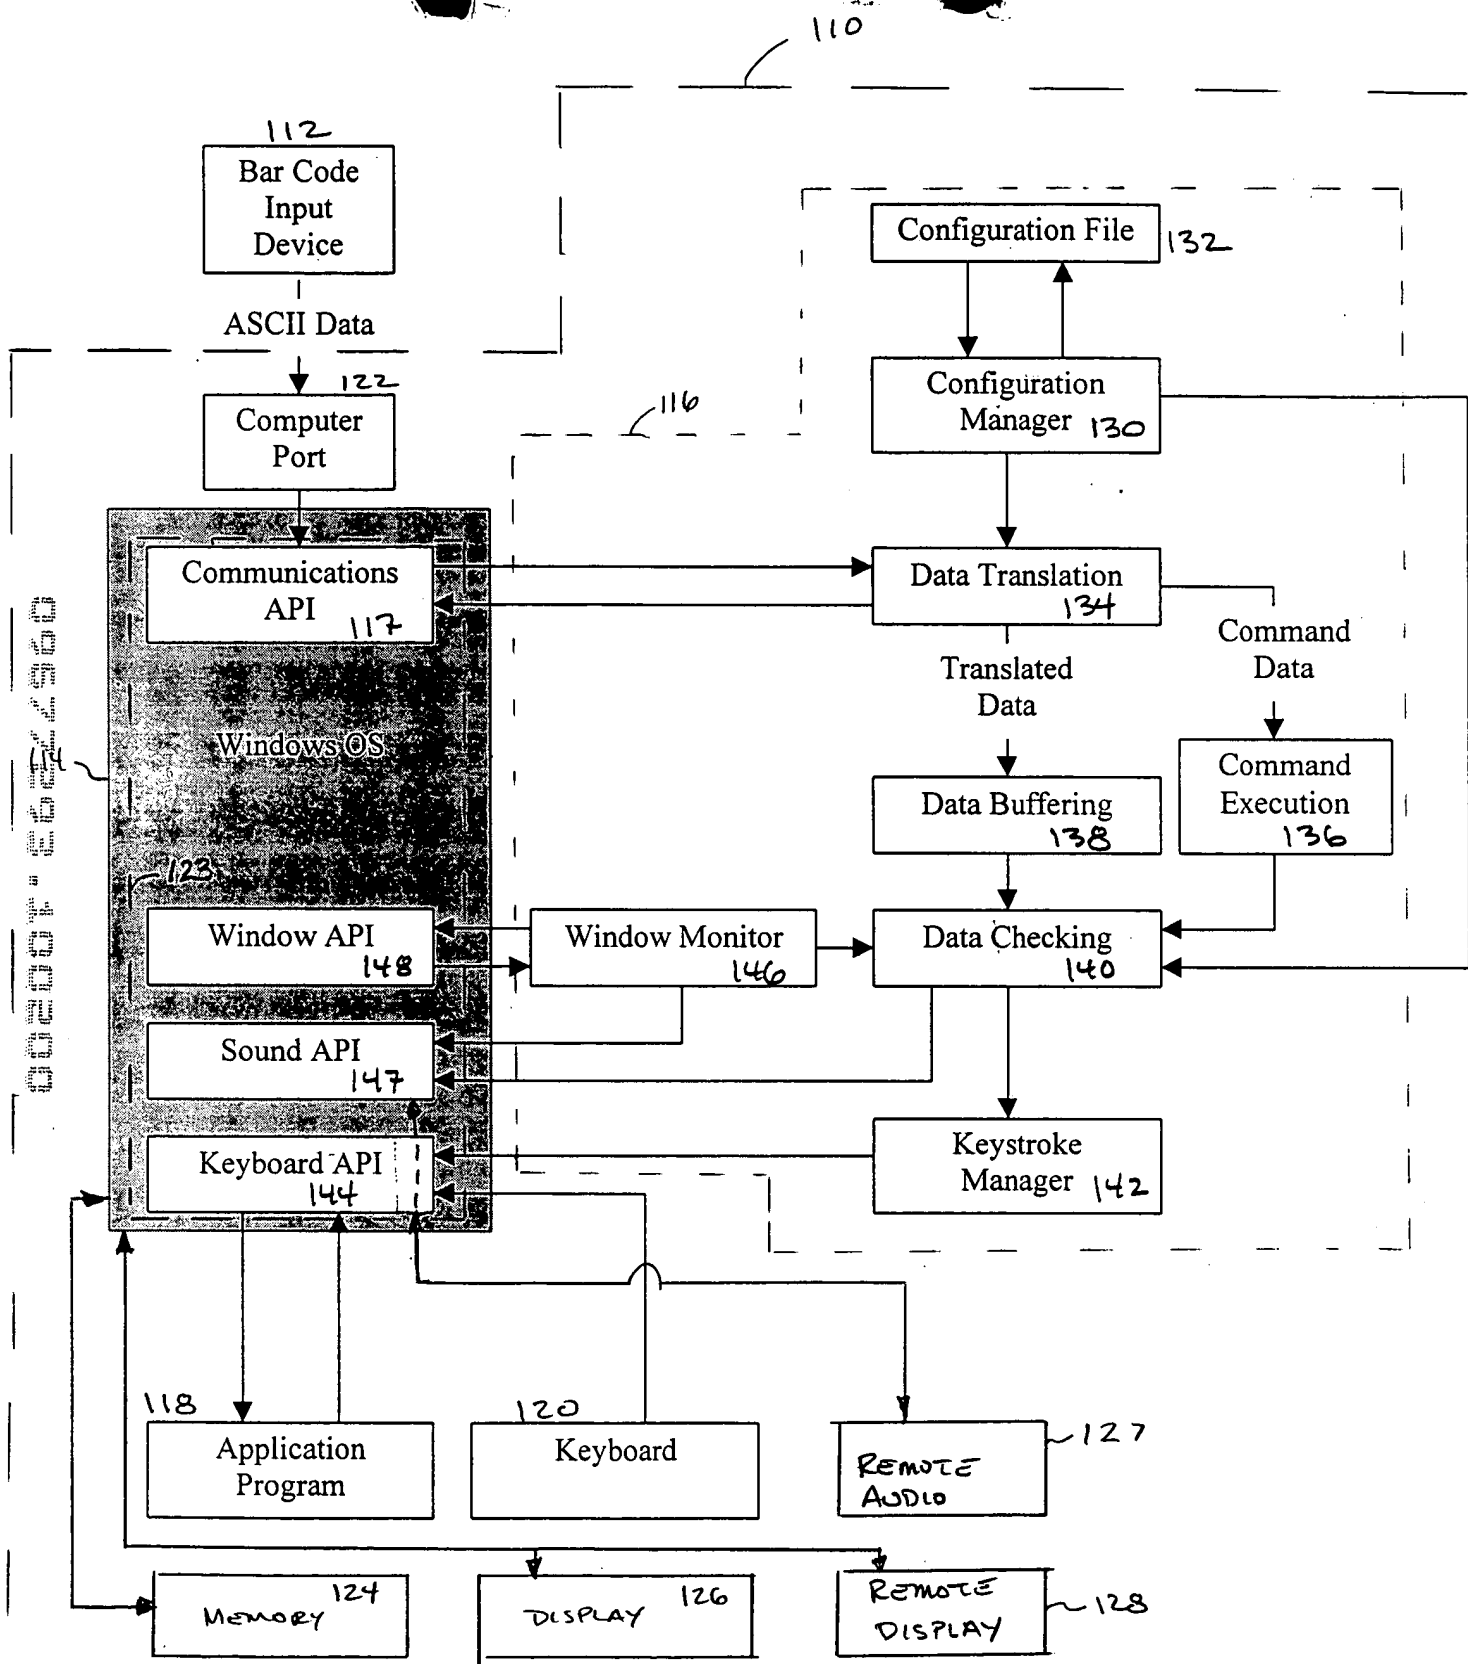 110
112
Bar Code
Input
Device
ASCII Data
122
Computer
Port
116
Configuration File
132
Configuration
Manager 130
Communications
API
117
Data Translation
134
Command
Data
Translated
Data
Windows OS
114
09677293.100200
123
Data Buffering
138
Command
Execution
136
Window API
148
Window Monitor
146
Data Checking
140
Sound API
147
Keyboard API
144
Keystroke
Manager 142
118
Application
Program
120
Keyboard
REMOTE
AUDIO
127
MEMORY
124
DISPLAY
126
REMOTE
DISPLAY
128